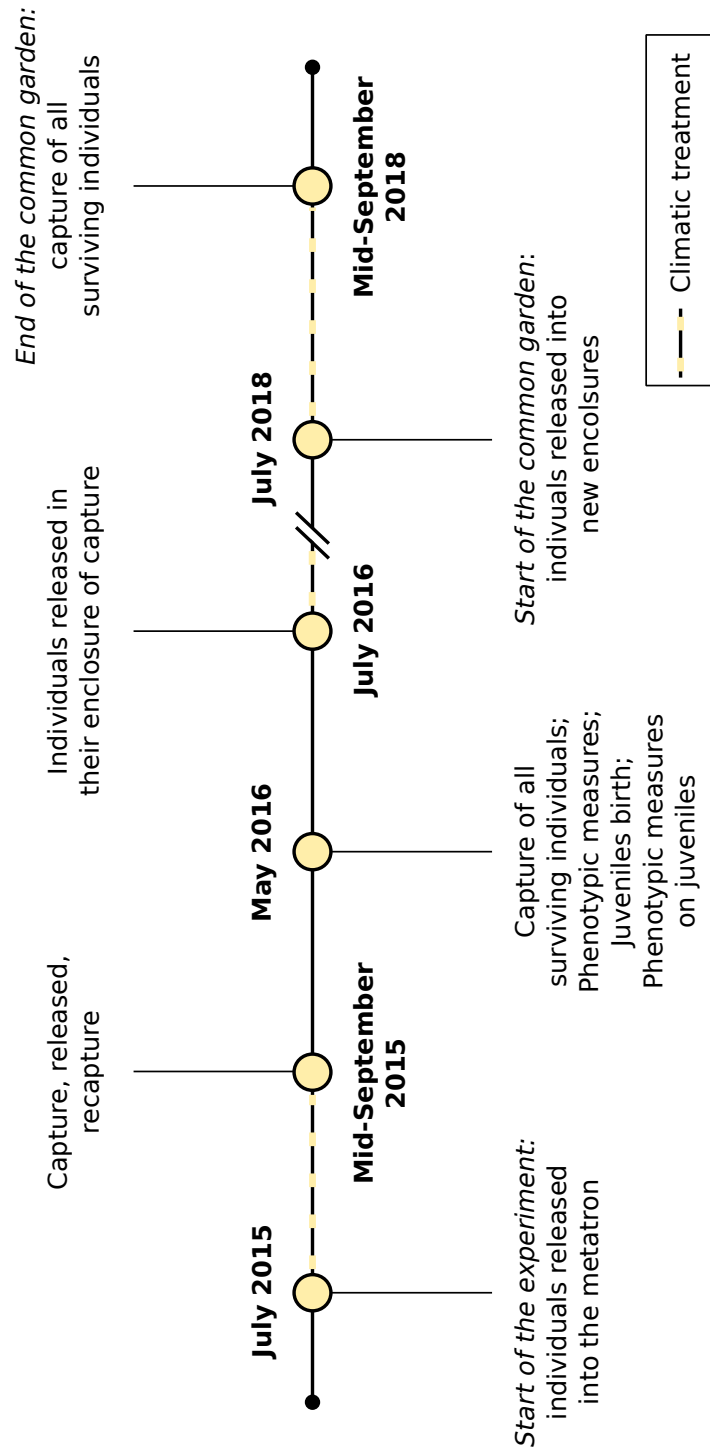 Start of the experiment:
individuals released
into the metatron
July 2015
Capture, released,
recapture
Mid-September
2015
May 2016
Capture of all
surviving individuals;
Phenotypic measures;
Juveniles birth;
Phenotypic measures
on juveniles
Individuals released in
their enclosure of capture
July 2016
July 2018
Start of the common garden:
indivuals released into
new encolsures
End of the common garden:
capture of all
surviving individuals
Mid-September
2018
Climatic treatment